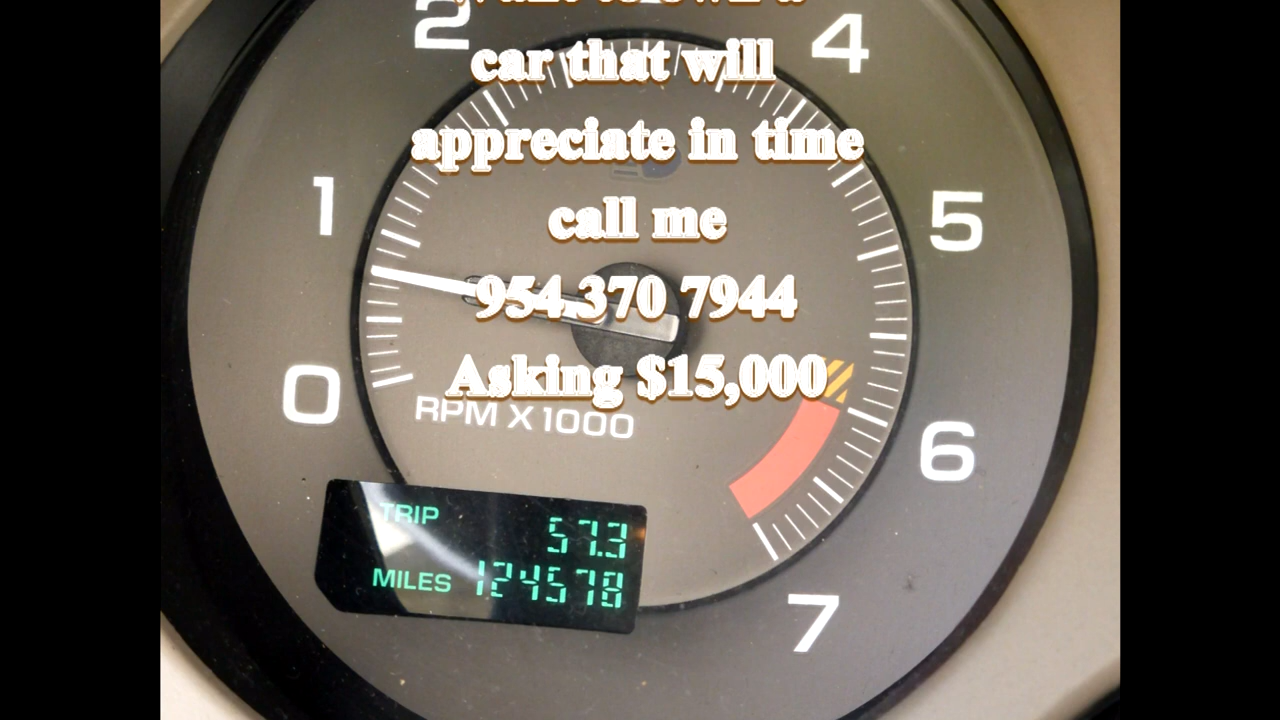 2
4
car that will
appreciate in time
1
5
call me
954.370 7944
Asking $15,000
0
RPM X1000
6
TRIP 57.3
MILES 124578
7